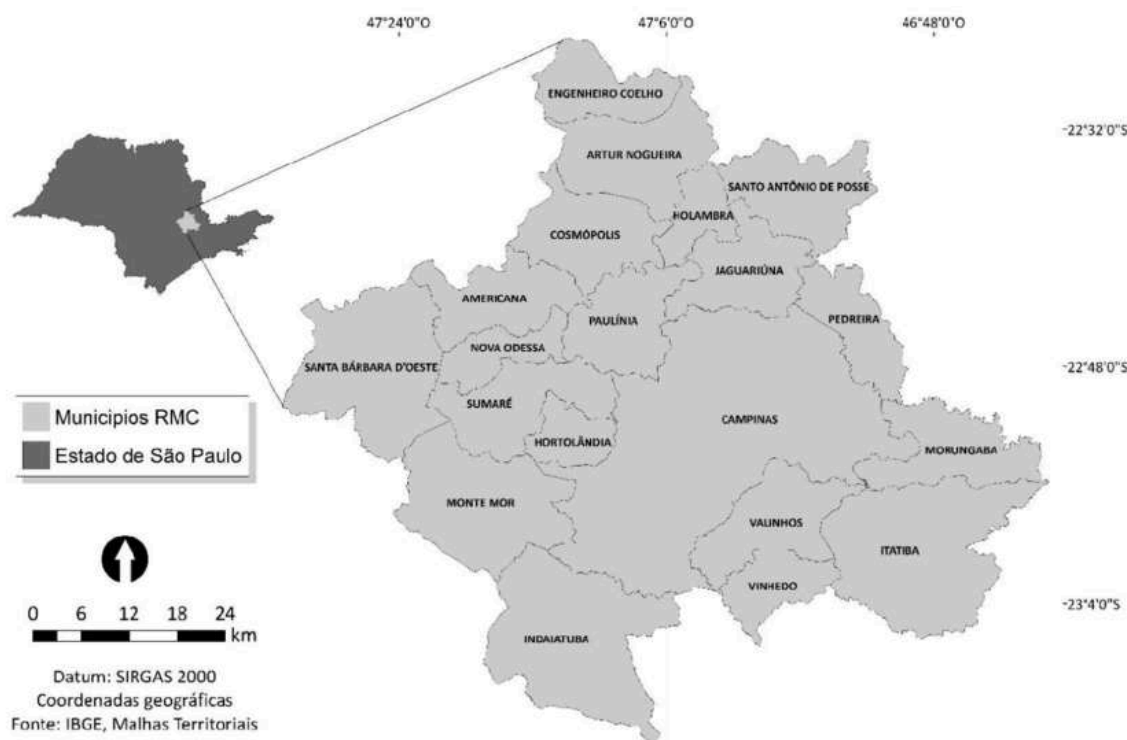 47°24'0"O
47°6'0"O
46°48'0"O
ENGENHEIRO COELHO
22°32'0"S
ARTUR NOGUEIRA
SANTO ANTÔNIO DE POSSE
HOLAMBRA
COSMÓPOLIS
JAGUARIÚNA
AMERICANA
PAULÍNIA
PEDREIRA
NOVA ODESSA
SANTA BÁRBARA D'OESTE
22°48'0"S
SUMARÉ
Municipios RMC
CAMPINAS
HORTOLÂNDIA
Estado de São Paulo
MORUNGABA
MONTE MOR
VALINHOS
ITATIBA
VINHEDO
23°4'0"S
0 6 12 18 24
km
INDAIATUBA
Datum: SIRGAS 2000
Coordenadas geográficas
Fonte: IBGE, Malhas Territoriais